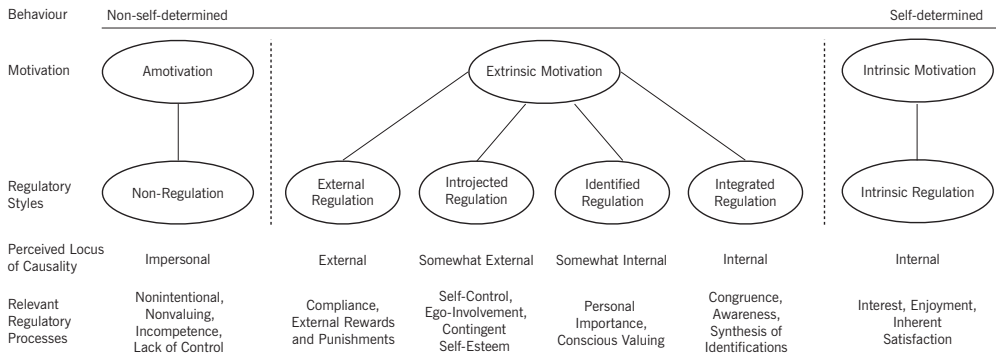 Behaviour
Non-self-determined
Self-determined
Motivation
Amotivation
Extrinsic Motivation
Intrinsic Motivation
Regulatory
Styles
Non-Regulation
External
Regulation
Introjected
Regulation
Identified
Regulation
Integrated
Regulation
Intrinsic Regulation
Perceived Locus
of Causality
Impersonal
External
Somewhat External
Somewhat Internal
Internal
Internal
Relevant
Regulatory
Processes
Nonintentional,
Nonvaluing,
Incompetence,
Lack of Control
Compliance,
External Rewards
and Punishments
Self-Control,
Ego-Involvement,
Contingent
Self-Esteem
Personal
Importance,
Conscious Valuing
Congruence,
Awareness,
Synthesis of
Identifications
Interest, Enjoyment,
Inherent
Satisfaction